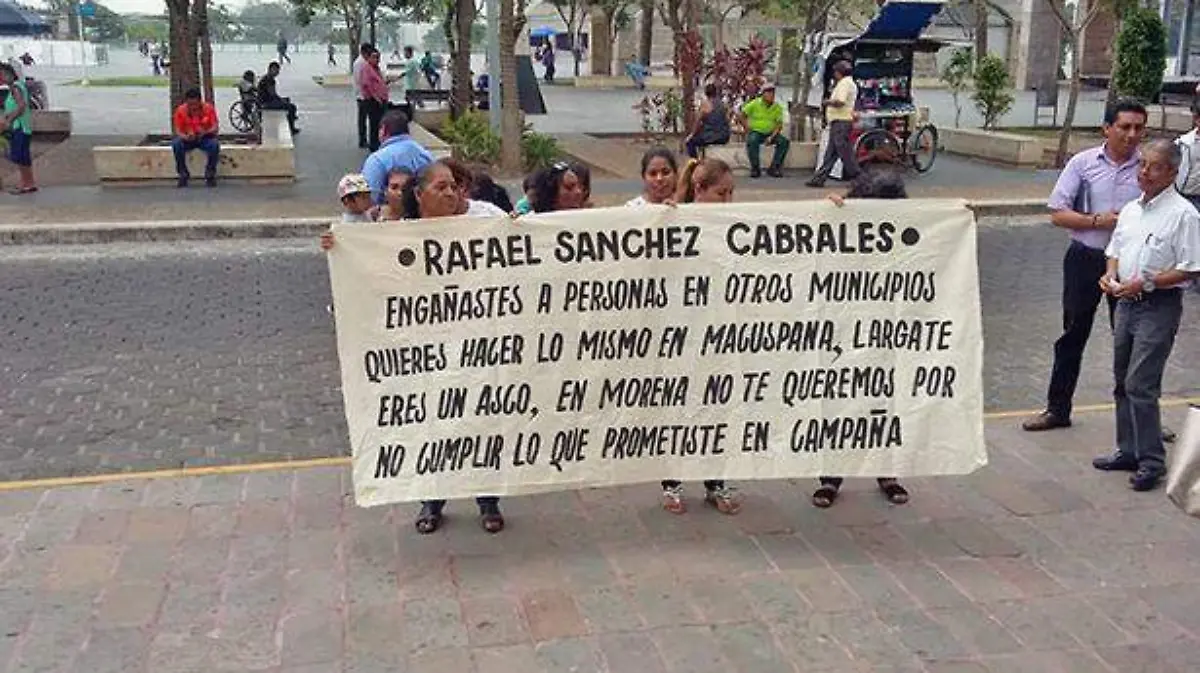 • RAFAEL SANCHEZ CABRALES •
ENGAÑASTES A PERSONAS EN OTROS MUNICIPIOS
QUIERES HACER LO MISMO EN MACUSPANA, LARGATE
ERES UN ASCO, EN MORENA NO TE QUEREMOS POR
NO CUMPLIR LO QUE PROMETISTE EN CAMPAÑA